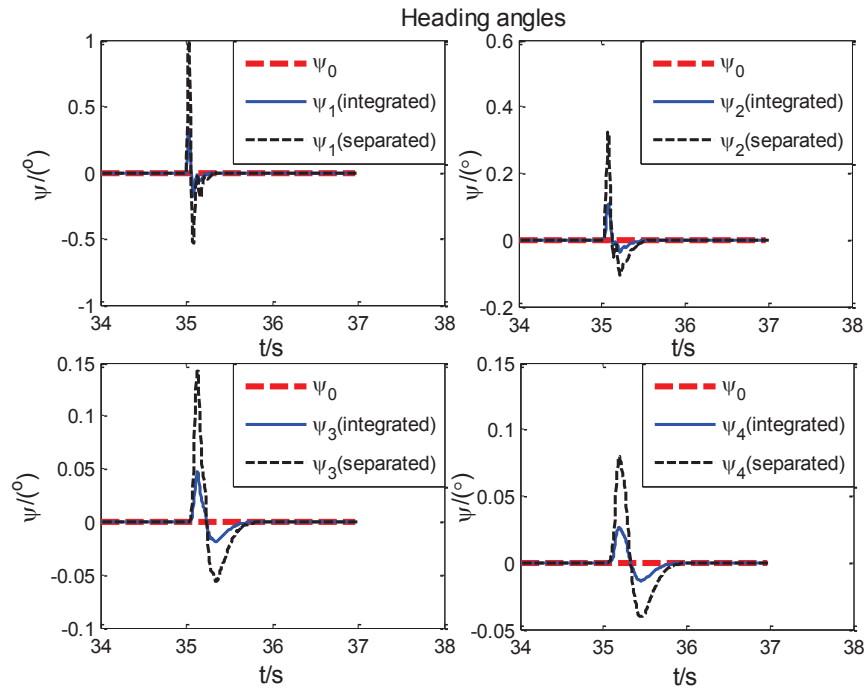 Heading angles
1
0.5
0
-0.5
-1
ψ/(º)
34 35 36 37 38
t/s
ψ0
ψ1(integrated)
ψ1(separated)
0.6
0.4
0.2
0
-0.2
ψ/(°)
34 35 36 37 38
t/s
ψ0
ψ2(integrated)
ψ2(separated)
0.15
0.1
0.05
0
-0.05
-0.1
ψ/(º)
34 35 36 37 38
t/s
ψ0
ψ3(integrated)
ψ3(separated)
0.15
0.1
0.05
0
-0.05
ψ/(°)
34 35 36 37 38
t/s
ψ0
ψ4(integrated)
ψ4(separated)